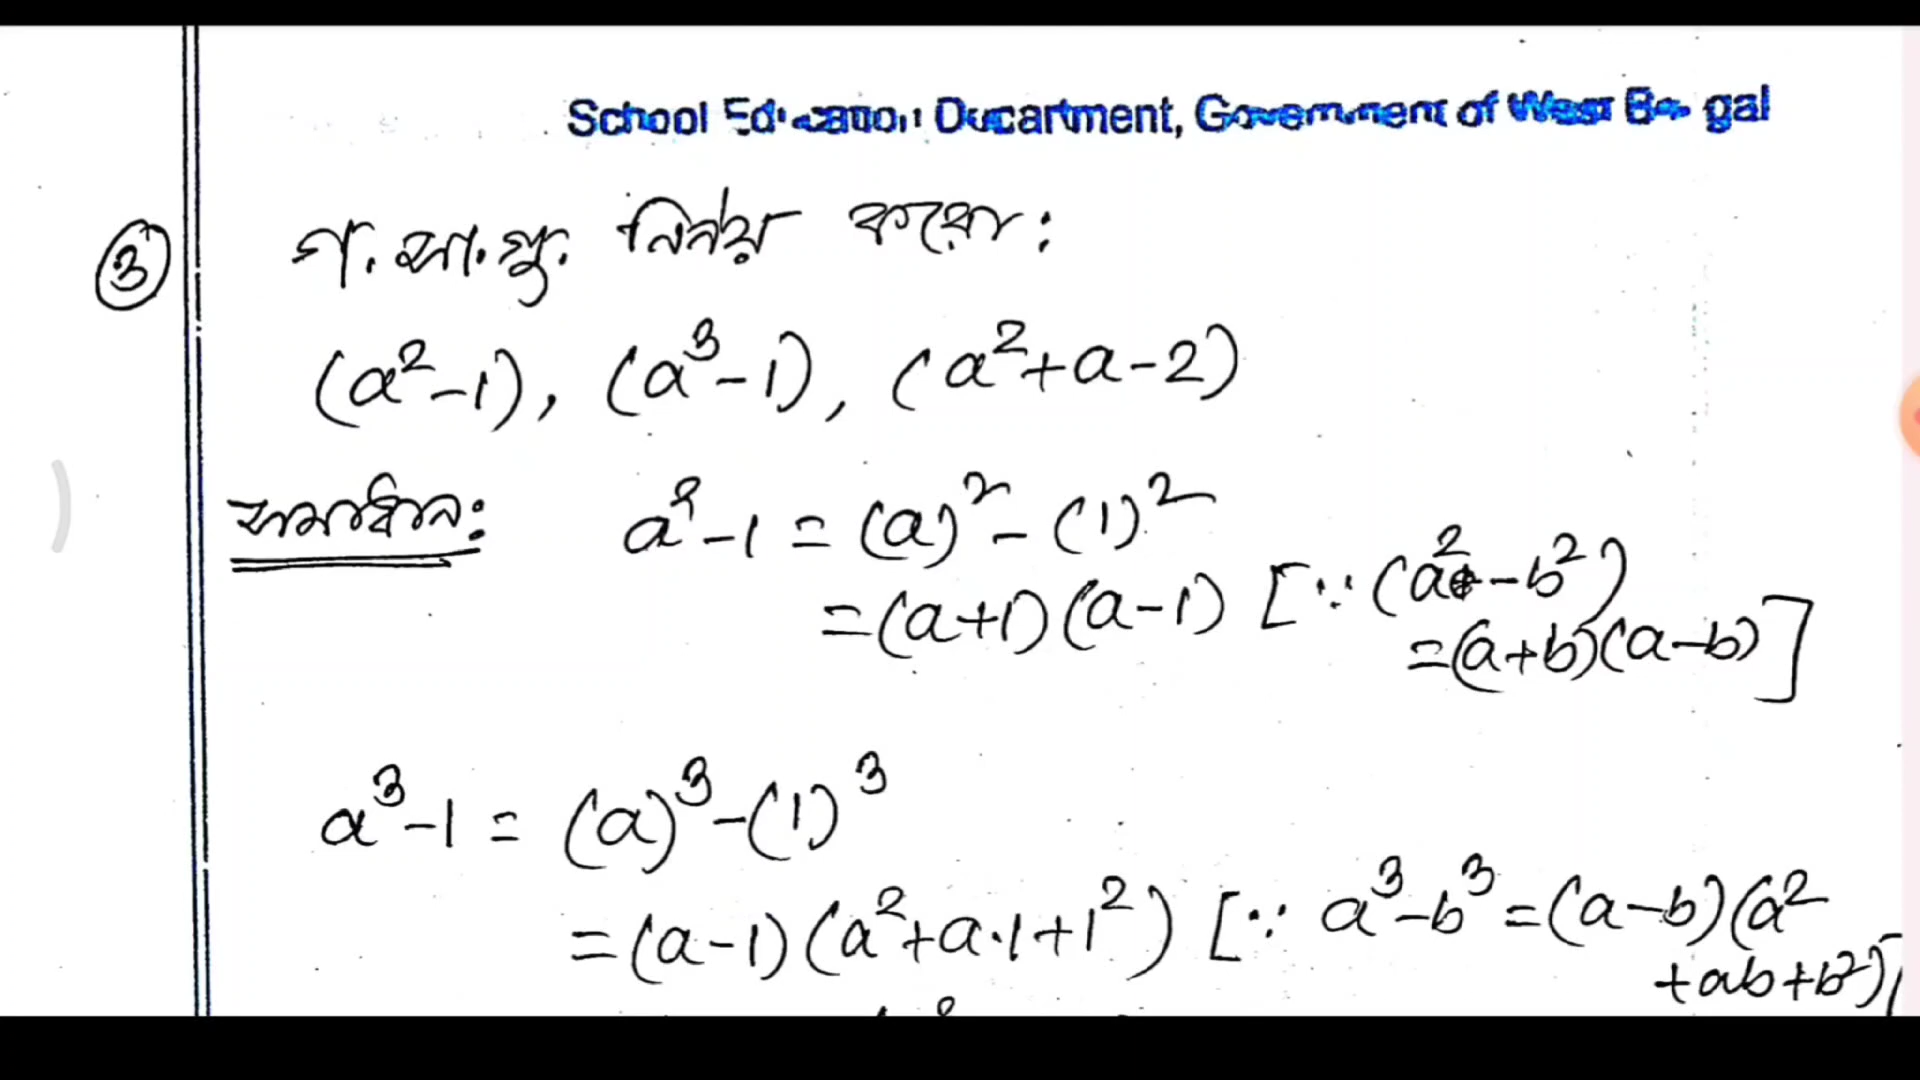 School Education Department, Government of West Bengal
③ গ.সা.গু. নির্ণয় করো:
(a²-1), (a³-1), (a²+a-2)
সমাধান: a²-1 = (a)² - (1)²
=(a+1)(a-1) [∵ (a²-b²)
=(a+b)(a-b)]
a³-1 = (a)³-(1)³
=(a-1)(a²+a·1+1²) [∵ a³-b³=(a-b)(a²
+ab+b²)]